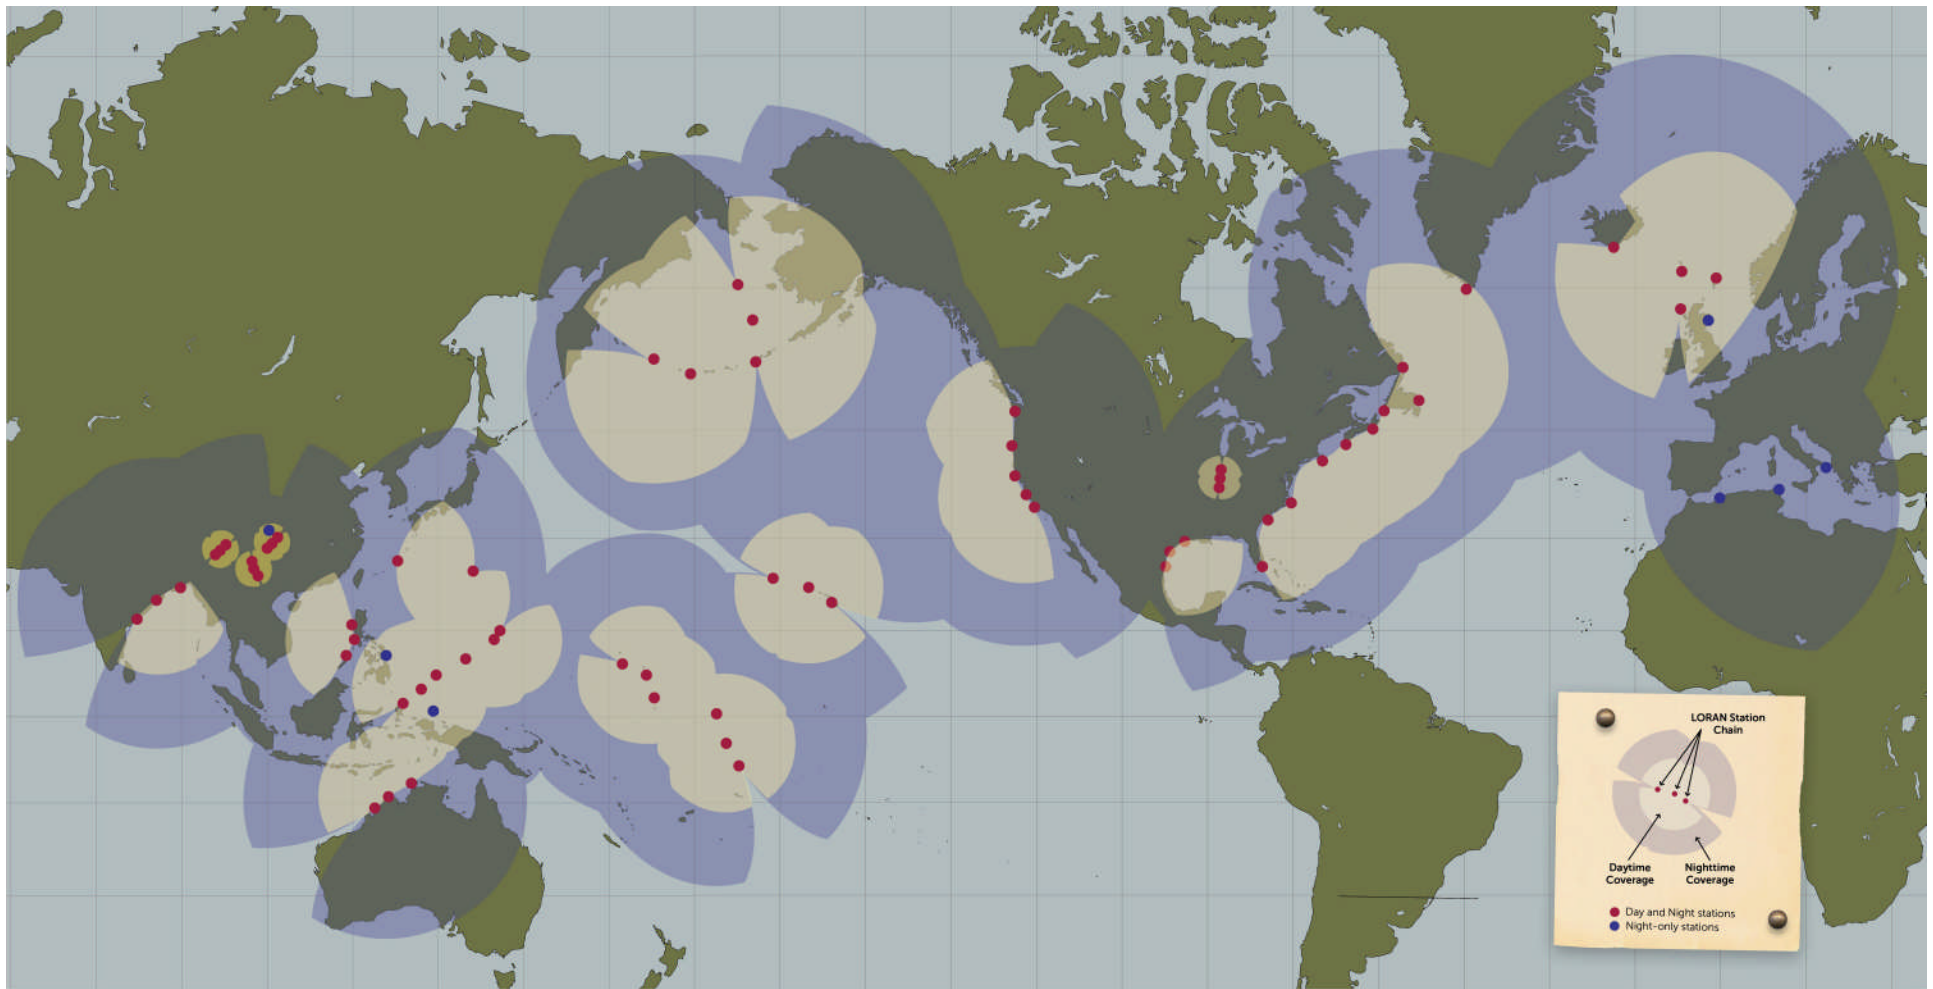 LORAN Station
Chain
Daytime
Coverage
Nighttime
Coverage
Day and Night stations
Night-only stations